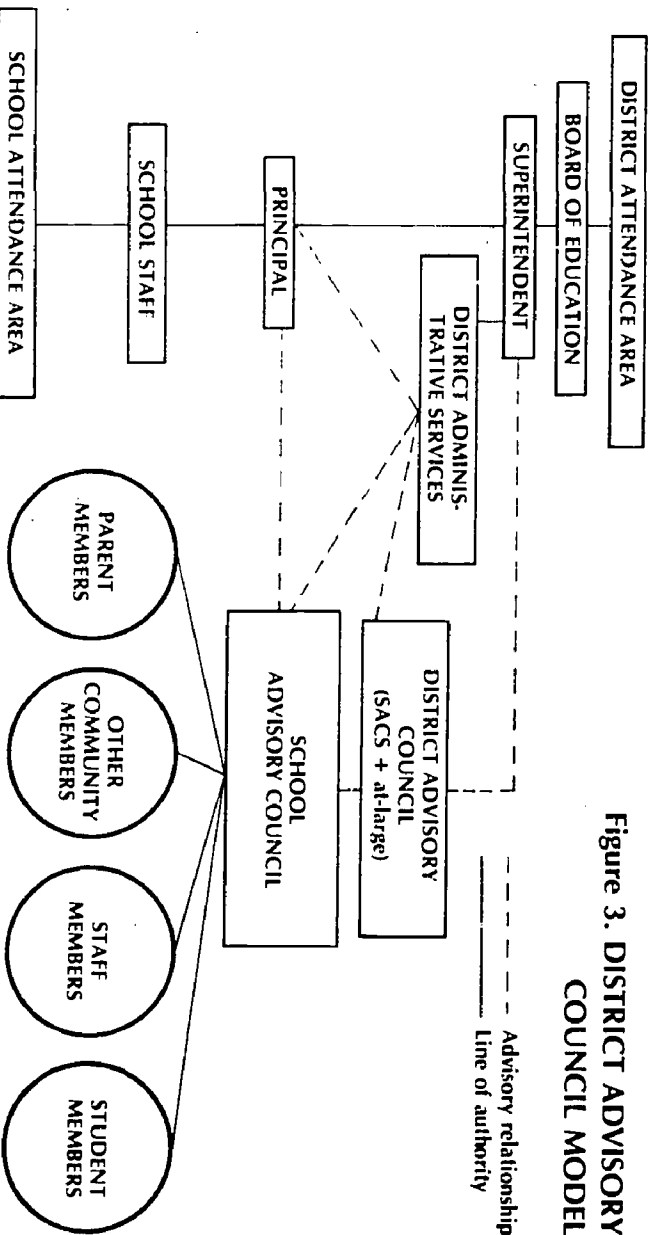 Figure 3. DISTRICT ADVISORY
COUNCIL MODEL
Advisory relationship
Line of authority
DISTRICT ATTENDANCE AREA
BOARD OF EDUCATION
SUPERINTENDENT
DISTRICT ADMINIS-
TRATIVE SERVICES
DISTRICT ADVISORY
COUNCIL
(SACS + at-large)
PRINCIPAL
SCHOOL
ADVISORY COUNCIL
SCHOOL STAFF
SCHOOL ATTENDANCE AREA
PARENT
MEMBERS
OTHER
COMMUNITY
MEMBERS
STAFF
MEMBERS
STUDENT
MEMBERS